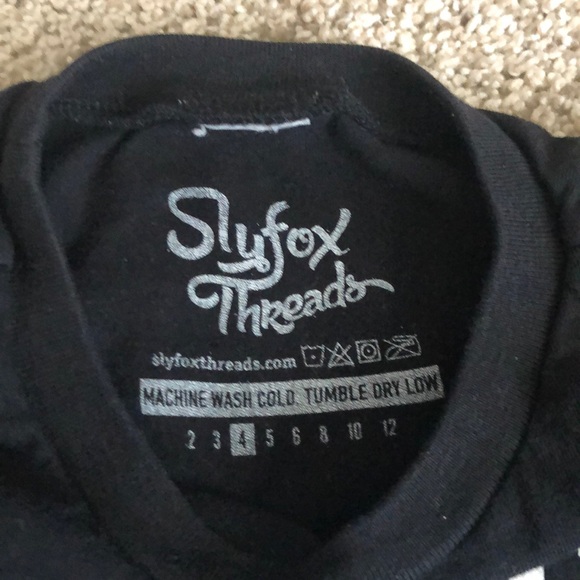 Slyfox
Threads
slyfoxthreads.com
MACHINE WASH COLD. TUMBLE DRY LOW
2 3 4 5 6 8 10 12